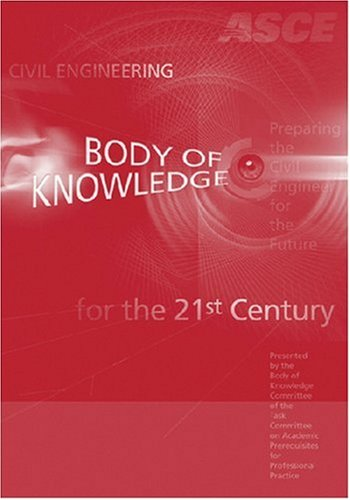 ASCE
CIVIL ENGINEERING
BODY OF
KNOWLEDGE
Preparing
the
Civil
Engineer
for the
Future
for the 21st Century
Presented
by the
Body of
Knowledge
Committee
of the
Task
Committee
on Academic
Prerequisites
for
Professional
Practice